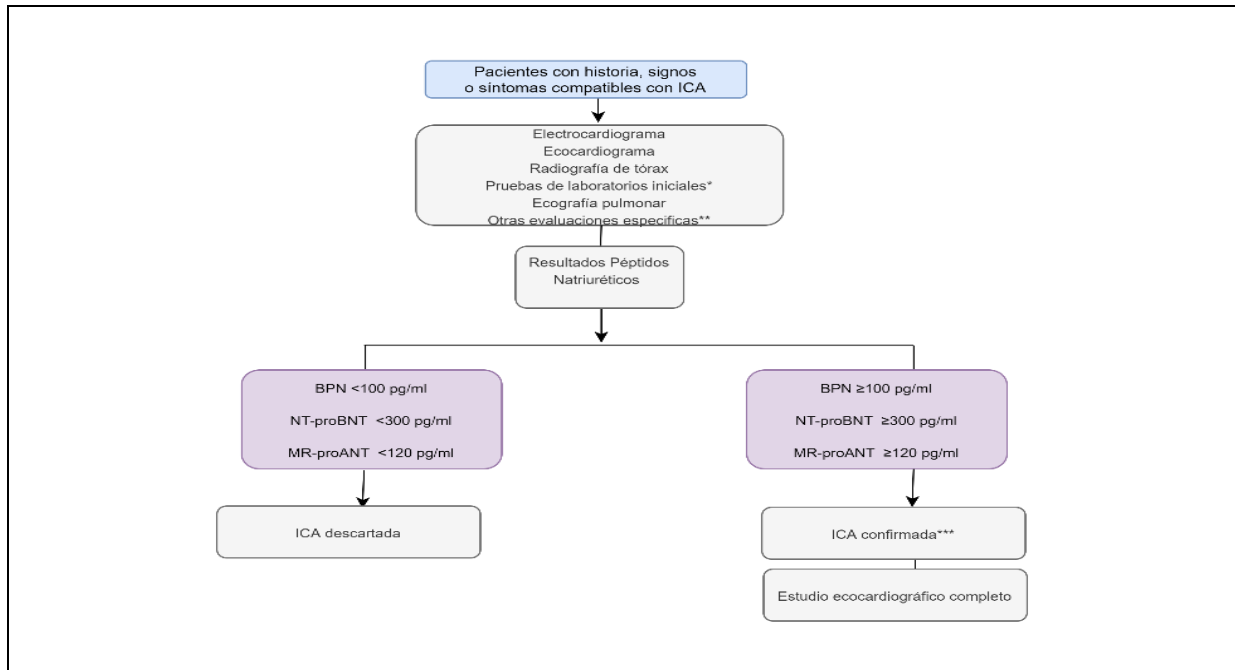 Pacientes con historia, signos
o síntomas compatibles con ICA
Electrocardiograma
Ecocardiograma
Radiografía de tórax
Pruebas de laboratorios iniciales*
Ecografía pulmonar
Otras evaluaciones especificas**
Resultados Péptidos
Natriuréticos
BPN <100 pg/ml
NT-proBNT <300 pg/ml
MR-proANT <120 pg/ml
BPN ≥100 pg/ml
NT-proBNT ≥300 pg/ml
MR-proANT ≥120 pg/ml
ICA descartada
ICA confirmada***
Estudio ecocardiográfico completo